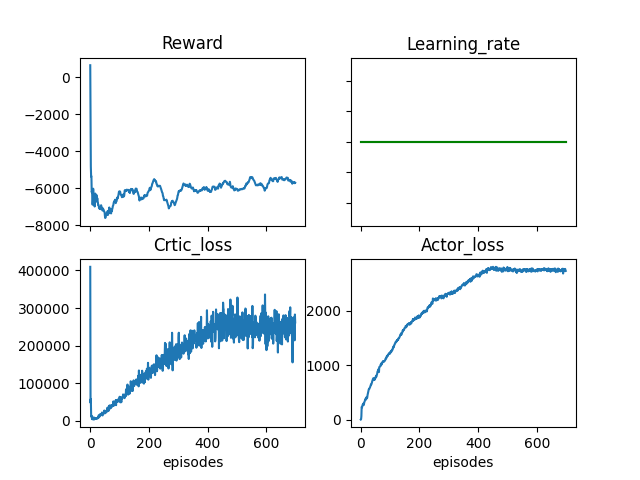 Reward
Learning_rate
0
−2000
−4000
−6000
−8000
Crtic_loss
Actor_loss
400000
300000
200000
100000
0
2000
1000
0
0 200 400 600
0 200 400 600
episodes
episodes